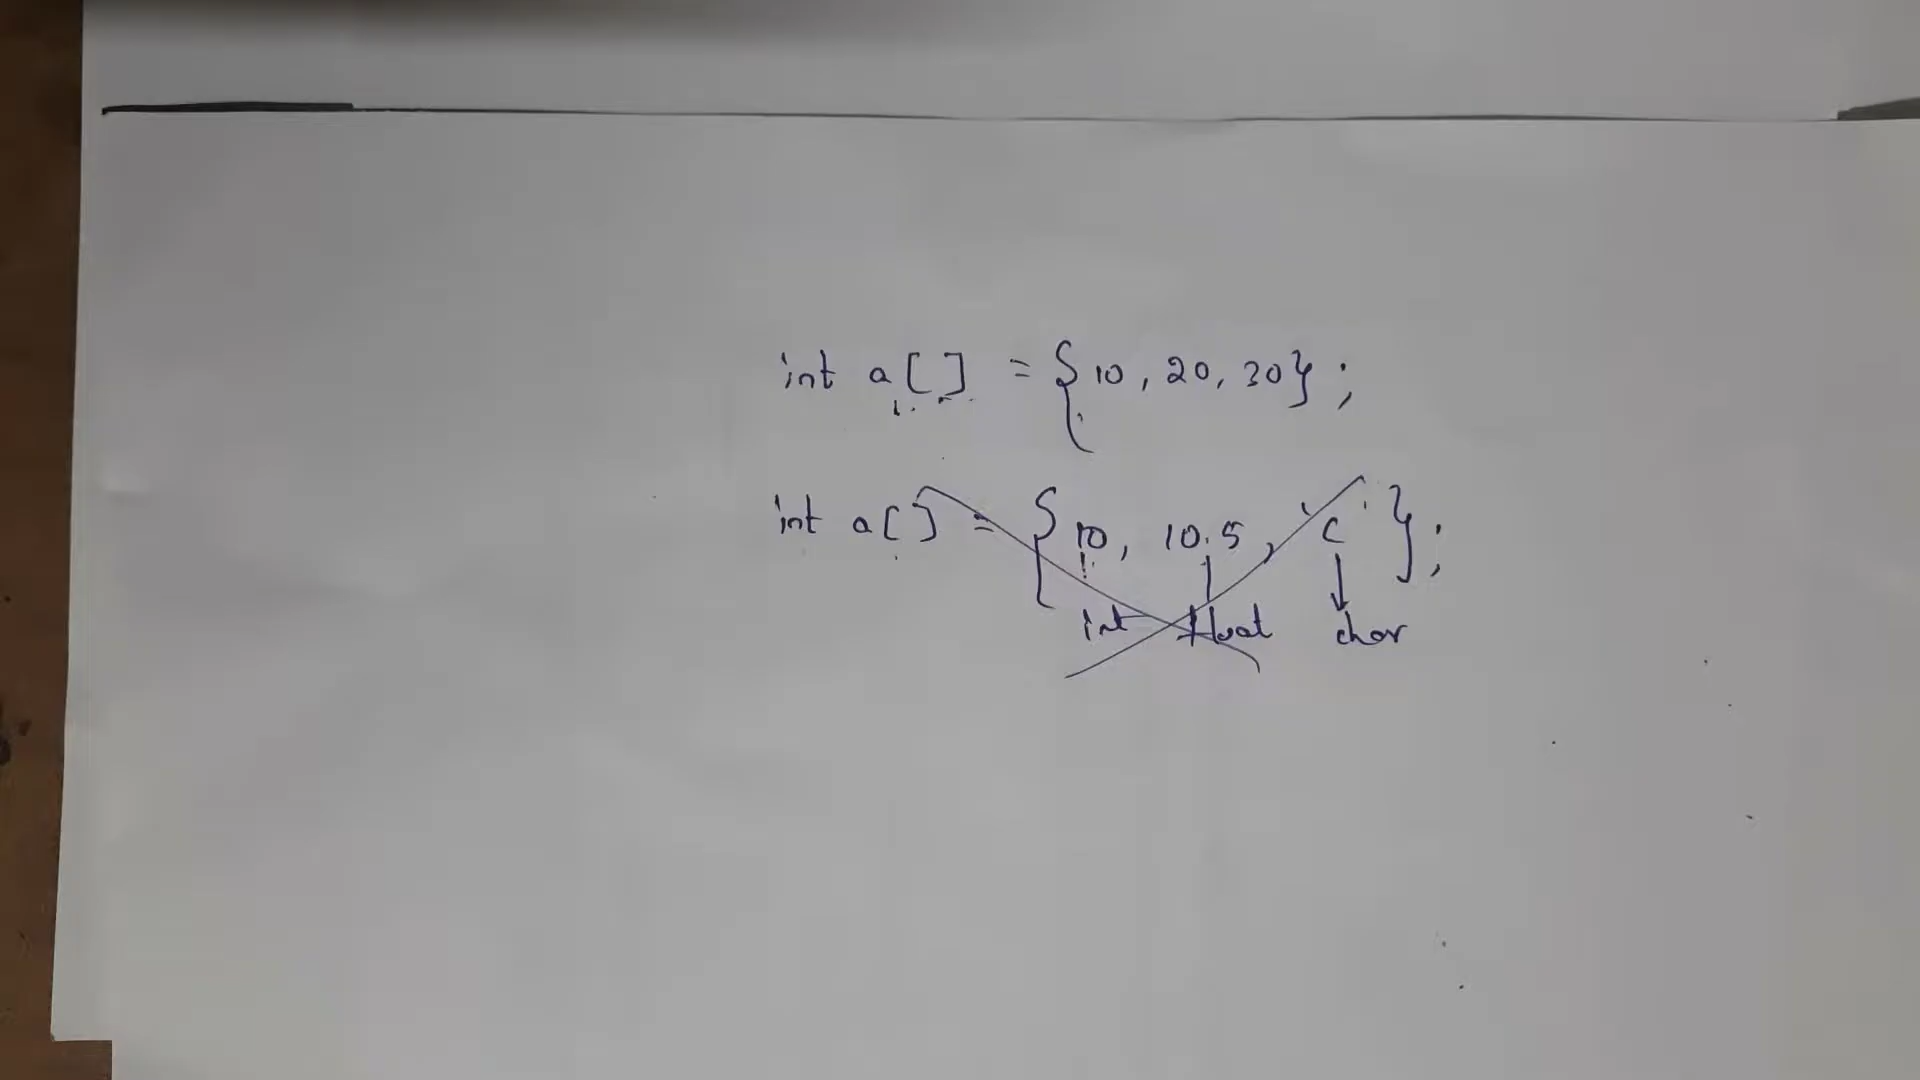 int a[] = {10, 20, 30};
int a[] = {10, 10.5, 'c'};
int float char